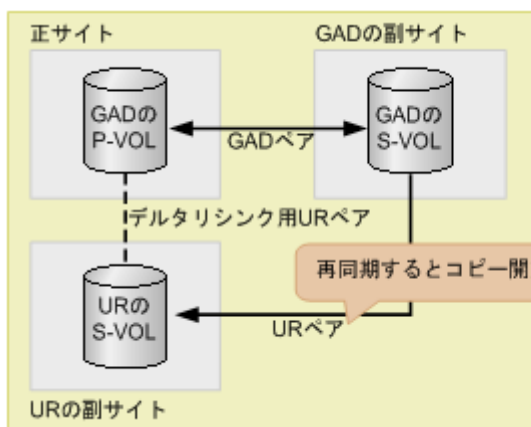 正サイト
GADの副サイト
GADの
P-VOL
GADの
S-VOL
GADペア
デルタリシンク用URペア
再同期するとコピー開
URの
S-VOL
URペア
URの副サイト